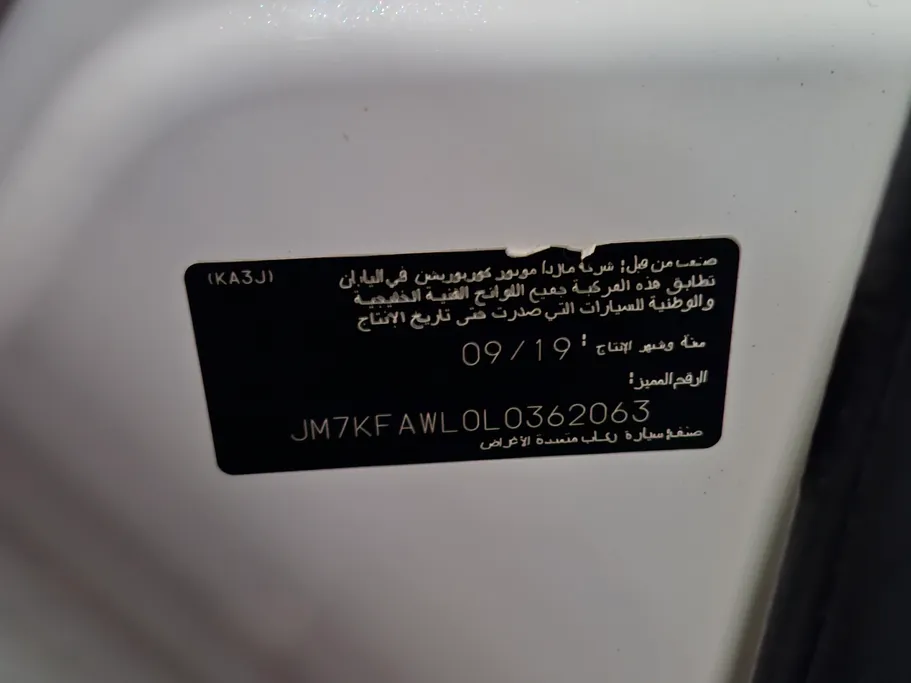 (KA3J)
صنعت من قبل: شركة مازدا موتور كوربوريشن في اليابان
تطابق هذه المركبة جميع اللوائح الفنية الخليجية
والوطنية للسيارات التي صدرت حتى تاريخ الإنتاج
سنة وشهر الإنتاج : 09/19
الرقم المميز:
JM7KFAWL0L0362063
صنف: سيارة ركاب متعددة الأغراض